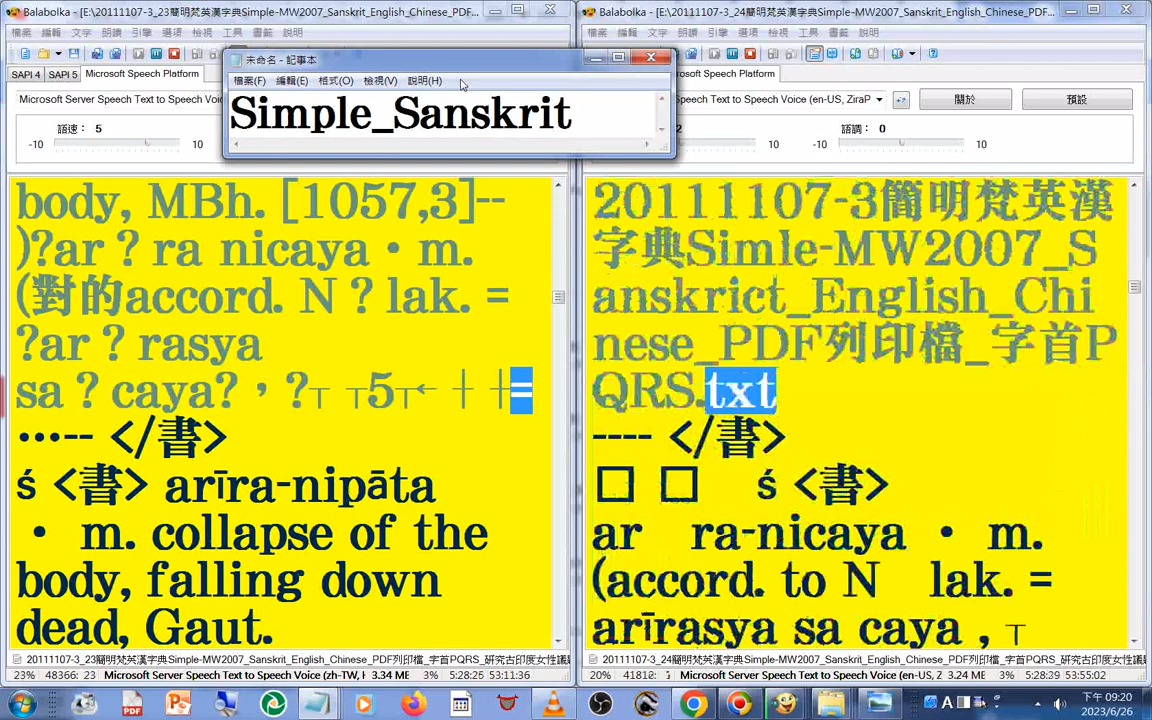 Balabolka - [E:\20111107-3_23簡明梵英漢字典Simple-MW2007_Sanskrit_English_Chinese_PDF...
檔案 編輯 文字 朗讀 引擎 選項 檢視 工具 書籤 說明
SAPI 4 SAPI 5 Microsoft Speech Platform
Microsoft Server Speech Text to Speech Voi
語速： 5
-10 10
body, MBh. [1057,3]--
)?ar ? ra nicaya • m.
(對的accord. N ? lak. =
?ar ? rasya
sa ? caya?，?┬ ┬5┬← ┼ ┼=
•••-- </書>
ś <書> arīra-nipāta
• m. collapse of the
body, falling down
dead, Gaut.
20111107-3_23簡明梵英漢字典Simple-MW2007_Sanskrit_English_Chinese_PDF列印檔_字首PQRS_研究古印度女性議
23% 48366: 23 Microsoft Server Speech Text to Speech Voice (zh-TW, H 3.34 MB 3% 5:28:25 53:11:36
未命名 - 記事本
檔案(F) 編輯(E) 格式(O) 檢視(V) 說明(H)
Simple_Sanskrit
Balabolka - [E:\20111107-3_24簡明梵英漢字典Simple-MW2007_Sanskrit_English_Chinese_PDF...
選項 檢視 工具 書籤 說明
Speech Platform
peech Text to Speech Voice (en-US, ZiraP 關於 預設
2 語調： 0
10 -10 10
20111107-3簡明梵英漢
字典Simle-MW2007_S
anskrict_English_Chi
nese_PDF列印檔_字首P
QRS.txt
---- </書>
□ □ ś <書>
ar ra-nicaya • m.
(accord. to N lak. =
arīrasya sa caya , ┬
20111107-3_24簡明梵英漢字典Simple-MW2007_Sanskrit_English_Chinese_PDF列印檔_字首PQRS_研究古印度女性議
20% 41812: Microsoft Server Speech Text to Speech Voice (en-US, Z 3.24 MB 3% 5:28:39 53:55:02
下午 09:20
2023/6/26